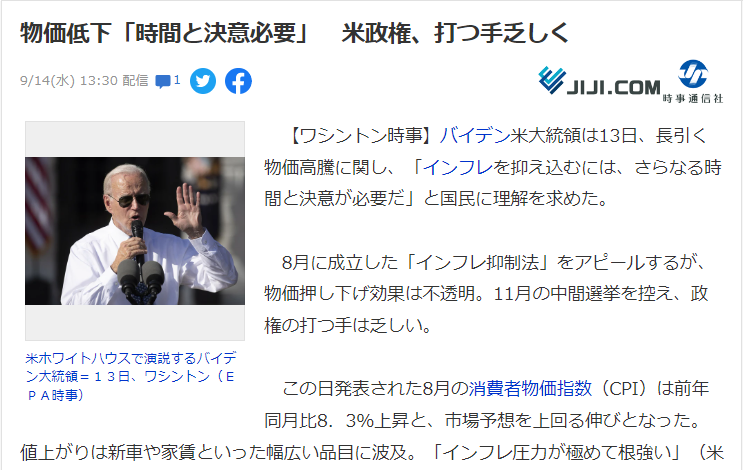 物価低下「時間と決意必要」　米政権、打つ手乏しく
9/14(水) 13:30 配信 1
JIJI.COM 時事通信社
【ワシントン時事】バイデン米大統領は13日、長引く
物価高騰に関し、「インフレを抑え込むには、さらなる時
間と決意が必要だ」と国民に理解を求めた。
8月に成立した「インフレ抑制法」をアピールするが、
物価押し下げ効果は不透明。11月の中間選挙を控え、政
権の打つ手は乏しい。
米ホワイトハウスで演説するバイデ
ン大統領＝１３日、ワシントン（Ｅ
ＰＡ時事）
この日発表された8月の消費者物価指数（CPI）は前年
同月比8．3%上昇と、市場予想を上回る伸びとなった。
値上がりは新車や家賃といった幅広い品目に波及。「インフレ圧力が極めて根強い」（米